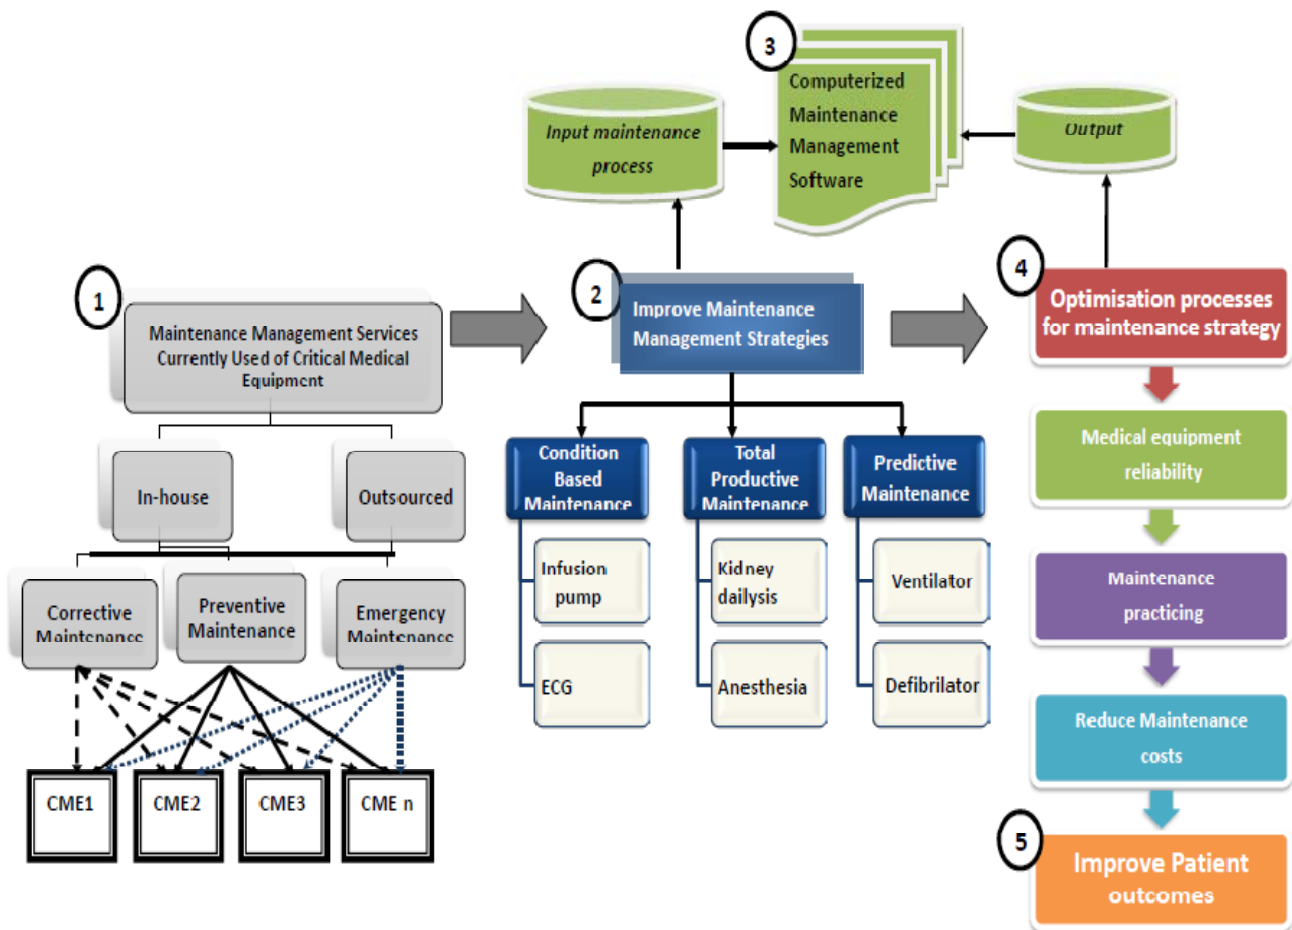 3
Computerized
Maintenance
Management
Software
Input maintenance
process
Output
1
Maintenance Management Services
Currently Used of Critical Medical
Equipment
2
Improve Maintenance
Management Strategies
4
Optimisation processes
for maintenance strategy
In-house
Outsourced
Condition
Based
Maintenance
Total
Productive
Maintenance
Predictive
Maintenance
Medical equipment
reliability
Corrective
Maintenance
Preventive
Maintenance
Emergency
Maintenance
Infusion
pump
Kidney
dailysis
Ventilator
Maintenance
practicing
ECG
Anesthesia
Defibrilator
Reduce Maintenance
costs
CME1
CME2
CME3
CME n
5
Improve Patient
outcomes